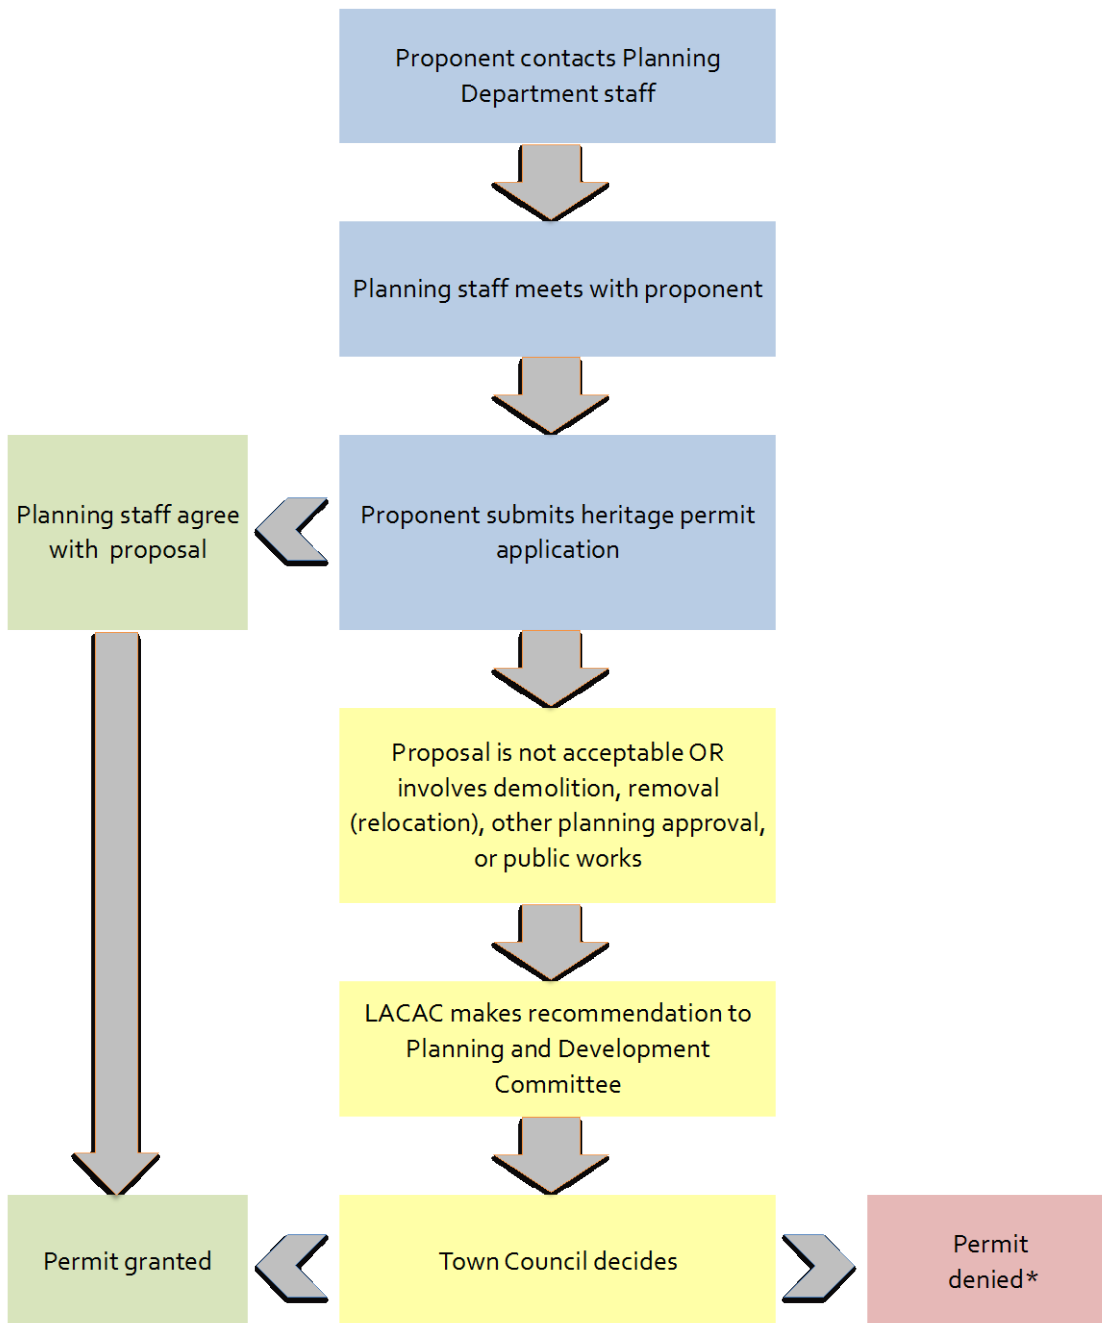 Proponent contacts Planning
Department staff
Planning staff meets with proponent
Planning staff agree
with proposal
Proponent submits heritage permit
application
Proposal is not acceptable OR
involves demolition, removal
(relocation), other planning approval,
or public works
LACAC makes recommendation to
Planning and Development
Committee
Permit granted
Town Council decides
Permit
denied*